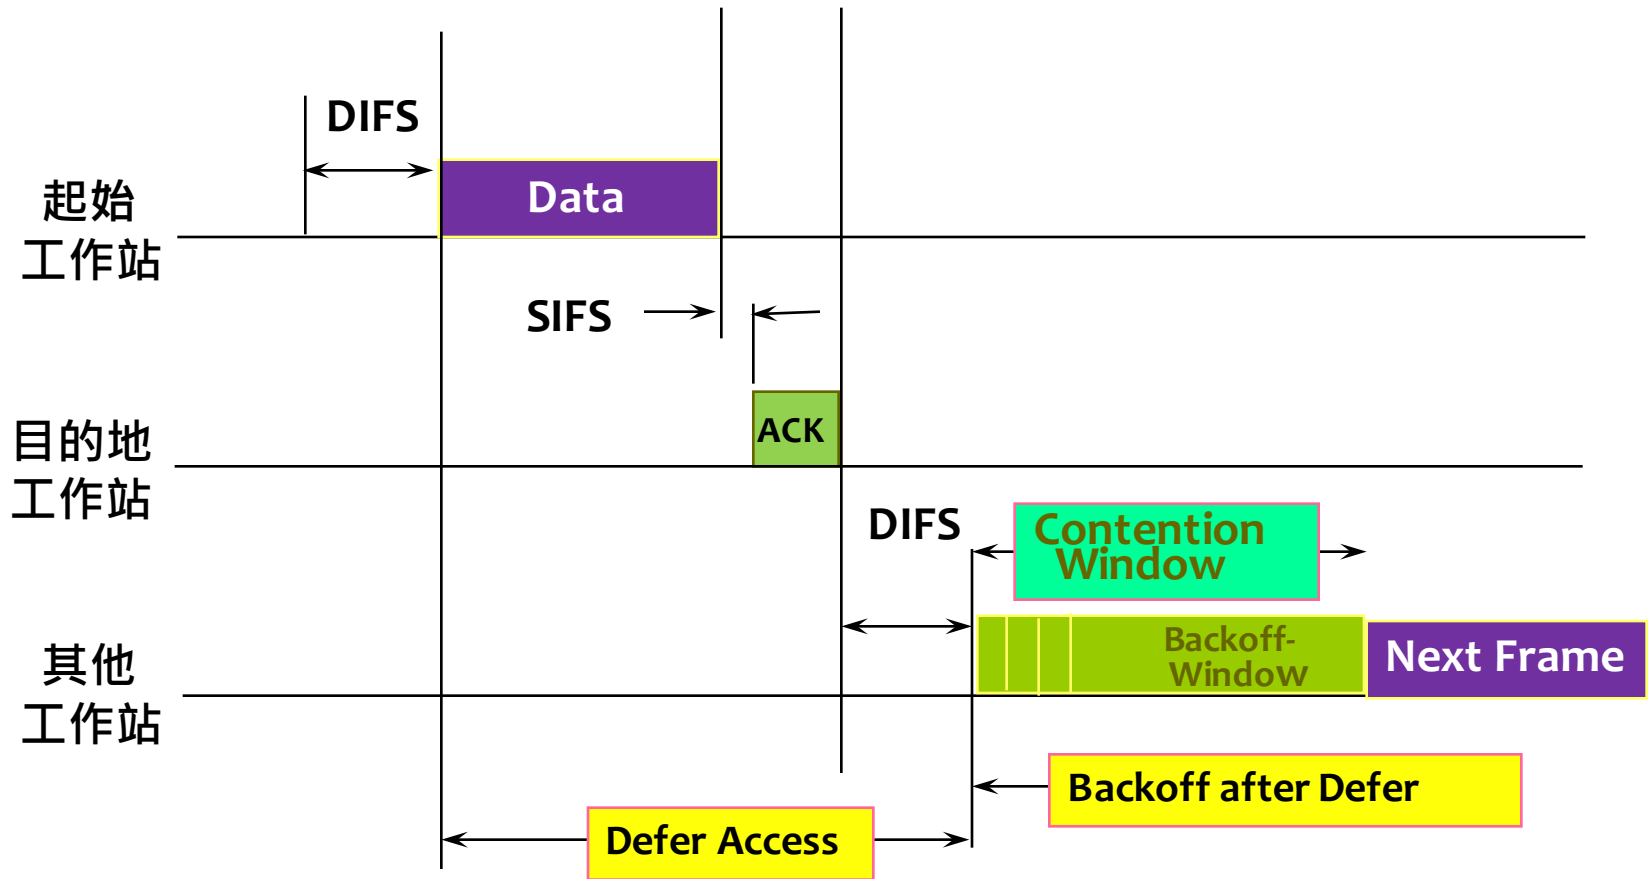 DIFS
Data
起始
工作站
SIFS
ACK
目的地
工作站
DIFS
Contention
Window
Backoff-
Window
Next Frame
其他
工作站
Backoff after Defer
Defer Access